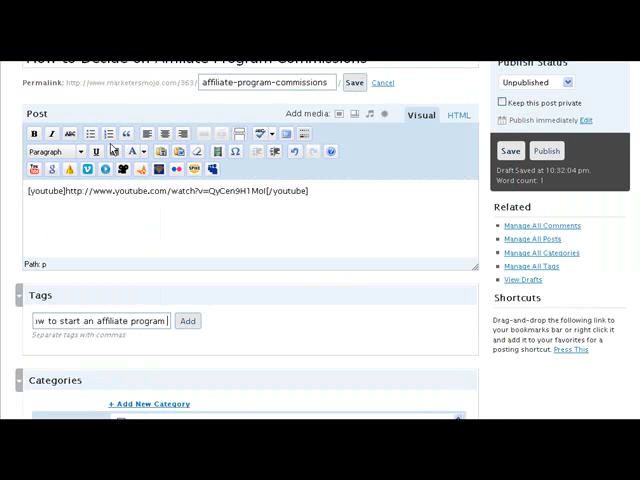 How to Decide on Affiliate Program Commissions
Permalink: http://www.marketersmojo.com/363/ affiliate-program-commissions Save Cancel
Post
Add media:
Visual HTML
B I ABC
Paragraph U A
[youtube]http://www.youtube.com/watch?v=QyCen9H1MoI[/youtube]
Path: p
Tags
ow to start an affiliate program Add
Separate tags with commas
Categories
+ Add New Category
Publish Status
Unpublished
Keep this post private
Publish immediately Edit
Save Publish
Draft Saved at 10:32:04 pm.
Word count: 1
Related
Manage All Comments
Manage All Posts
Manage All Categories
Manage All Tags
View Drafts
Shortcuts
Drag-and-drop the following link to
your bookmarks bar or right click it
and add it to your favorites for a
posting shortcut. Press This